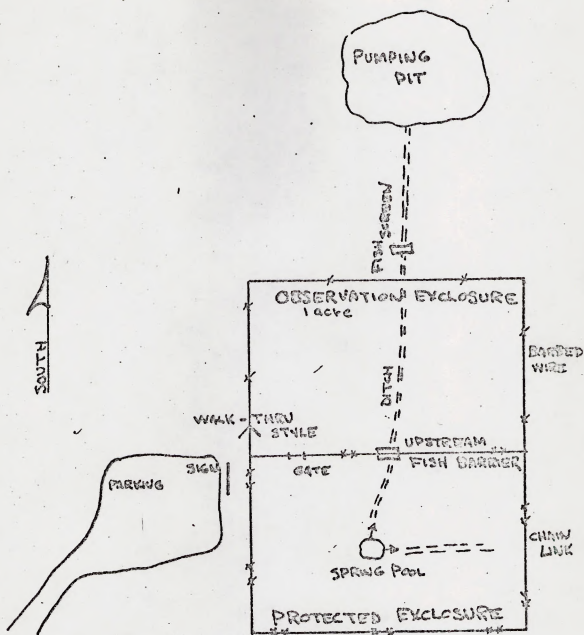 PUMPING
PIT
FISH SCREEN
OBSERVATION EXCLOSURE
1 acre
SOUTH
DITCH
BARBED
WIRE
WALK-THRU
STYLE
UPSTREAM
FISH BARRIER
GATE
SIGN
PARKING
CHAIN
LINK
SPRING POOL
PROTECTED EXCLOSURE